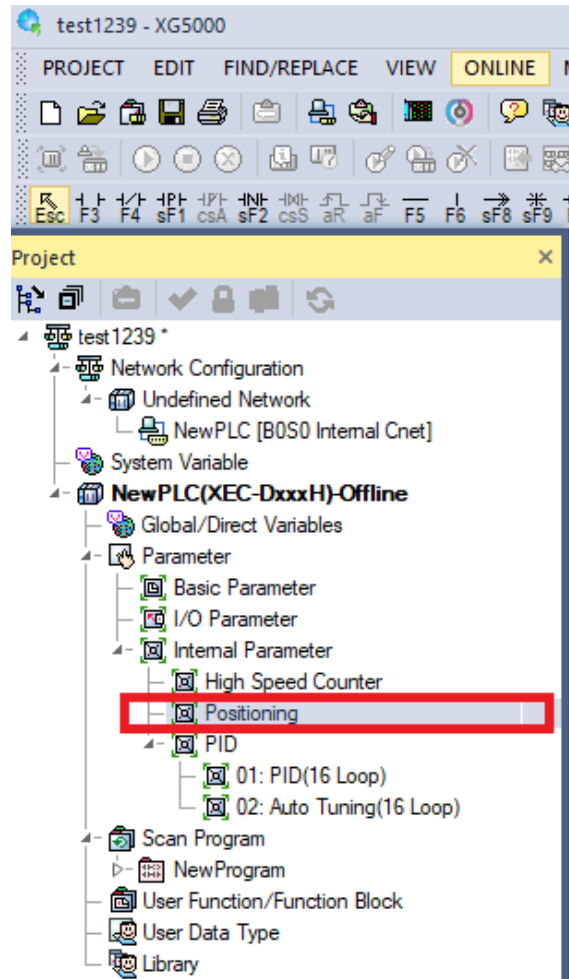 test1239 - XG5000
PROJECT EDIT FIND/REPLACE VIEW ONLINE
Esc F3 F4 sF1 csA sF2 csS aR aF F5 F6 sF8 sF9
Project
test1239 *
Network Configuration
Undefined Network
NewPLC [B0S0 Internal Cnet]
System Variable
NewPLC(XEC-DxxxH)-Offline
Global/Direct Variables
Parameter
Basic Parameter
I/O Parameter
Internal Parameter
High Speed Counter
Positioning
PID
01: PID(16 Loop)
02: Auto Tuning(16 Loop)
Scan Program
NewProgram
User Function/Function Block
User Data Type
Library